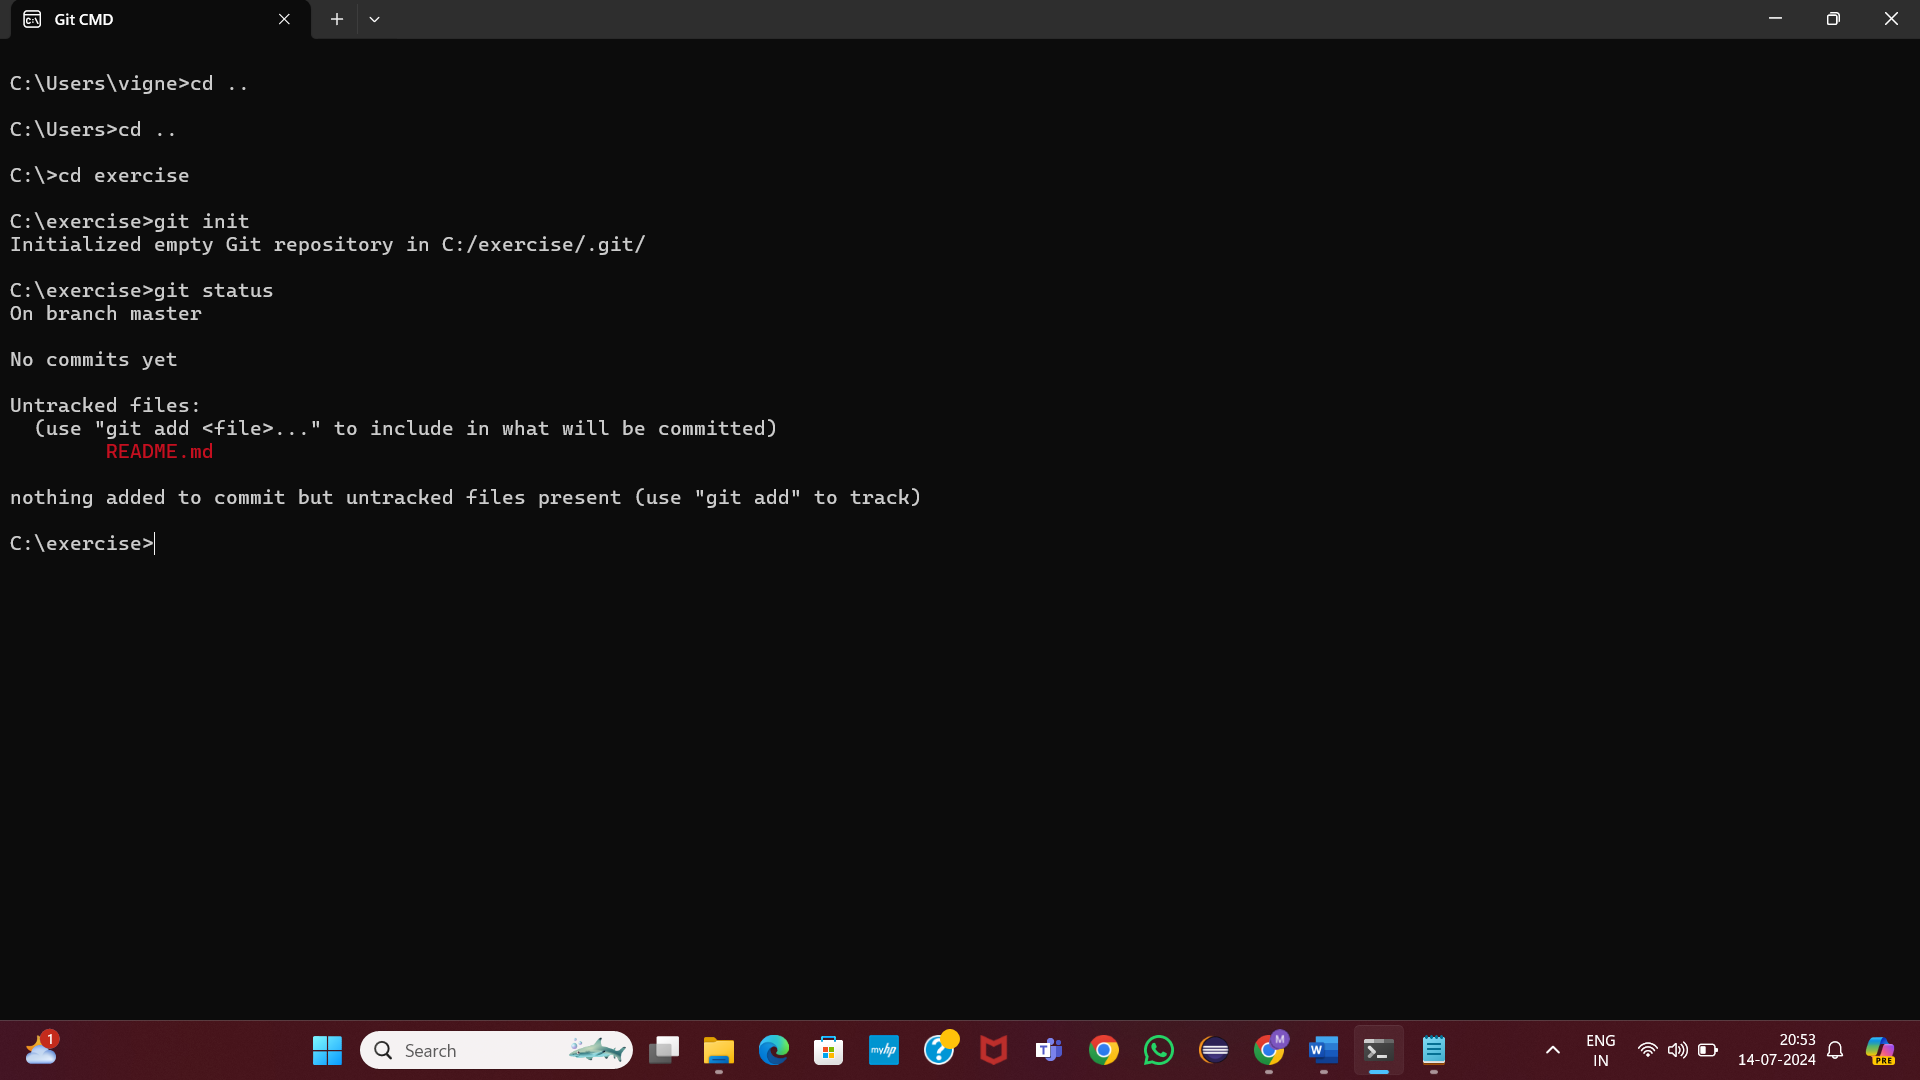 Git CMD
C:\Users\vigne>cd ..
C:\Users>cd ..
C:\>cd exercise
C:\exercise>git init
Initialized empty Git repository in C:/exercise/.git/
C:\exercise>git status
On branch master
No commits yet
Untracked files:
  (use "git add <file>..." to include in what will be committed)
        README.md
nothing added to commit but untracked files present (use "git add" to track)
C:\exercise>
1
Search
myhp
?
T
M
W
ENG
IN
20:53
14-07-2024
PRE